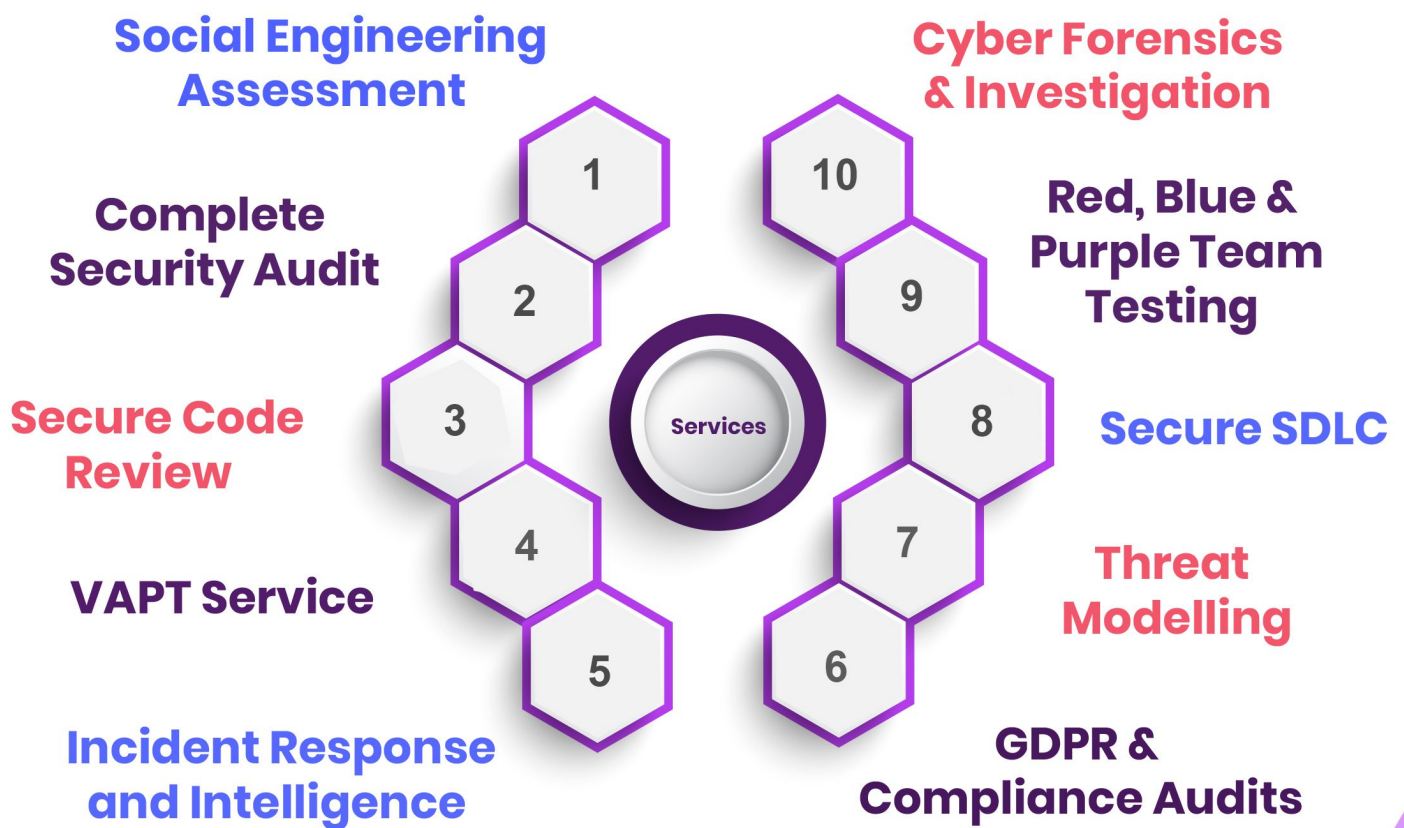 Social Engineering
Assessment
1
Complete
Security Audit
2
Secure Code
Review
3
VAPT Service
4
Incident Response
and Intelligence
5
Services
Cyber Forensics
& Investigation
10
Red, Blue &
Purple Team
Testing
9
Secure SDLC
8
Threat
Modelling
7
GDPR &
Compliance Audits
6